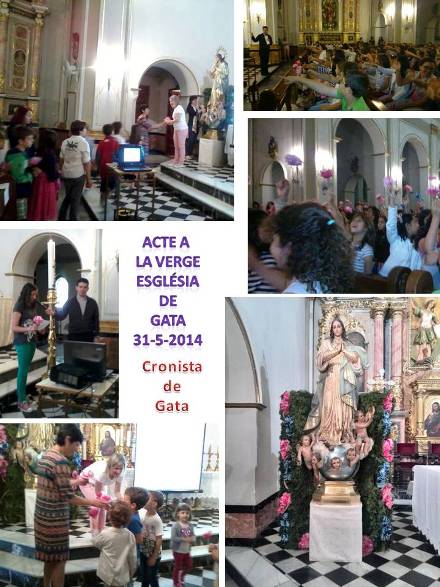 ACTE A
LA VERGE
ESGLÉSIA
DE
GATA
31-5-2014
Cronista
de
Gata